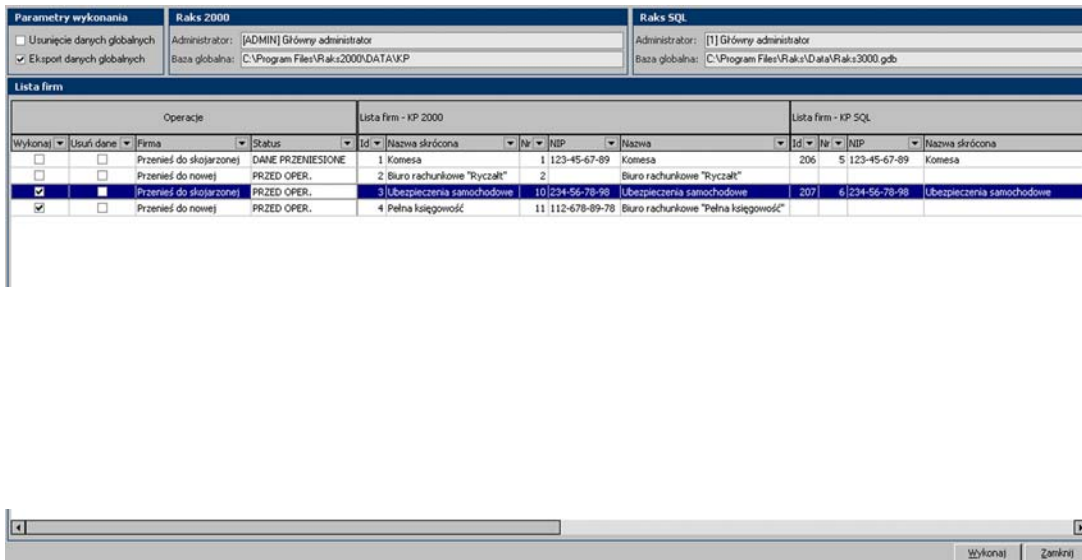 Parametry wykonania
Raks 2000
Raks SQL
Usunięcie danych globalnych
Administrator: [ADMIN] Główny administrator
Administrator: [1] Główny administrator
Eksport danych globalnych
Baza globalna: C:\Program Files\Raks2000\DATA\KP
Baza globalna: C:\Program Files\Raks\Data\Raks3000.gdb
Lista firm
Operacje
Lista firm - KP 2000
Lista firm - KP SQL
Wykonaj Usuń dane Firma Status Id Nazwa skrócona Nr NIP Nazwa Id Nr NIP Nazwa skrócona
Przenieś do skojarzonej DANE PRZENIESIONE 1 Komesa 1 123-45-67-89 Komesa 206 5 123-45-67-89 Komesa
Przenieś do nowej PRZED OPER. 2 Biuro rachunkowe "Ryczałt" 2 Biuro rachunkowe "Ryczałt"
Przenieś do skojarzonej PRZED OPER. 3 Ubezpieczenia samochodowe 10 234-56-78-98 Ubezpieczenia samochodowe 207 6 234-56-78-98 Ubezpieczenia samochodowe
Przenieś do nowej PRZED OPER. 4 Pełna księgowość 11 112-678-89-78 Biuro rachunkowe "Pełna księgowość"
Wykonaj Zamknij